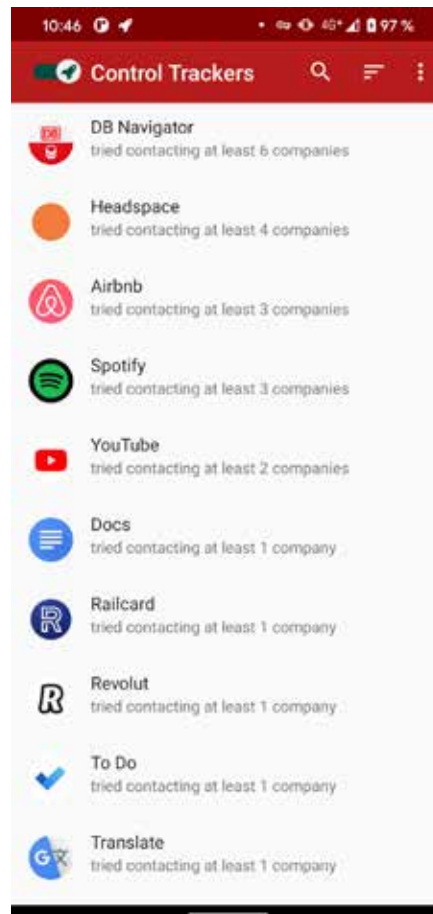 10:46 4G+ 97 %
Control Trackers
DB Navigator
tried contacting at least 6 companies
Headspace
tried contacting at least 4 companies
Airbnb
tried contacting at least 3 companies
Spotify
tried contacting at least 3 companies
YouTube
tried contacting at least 2 companies
Docs
tried contacting at least 1 company
Railcard
tried contacting at least 1 company
Revolut
tried contacting at least 1 company
To Do
tried contacting at least 1 company
Translate
tried contacting at least 1 company